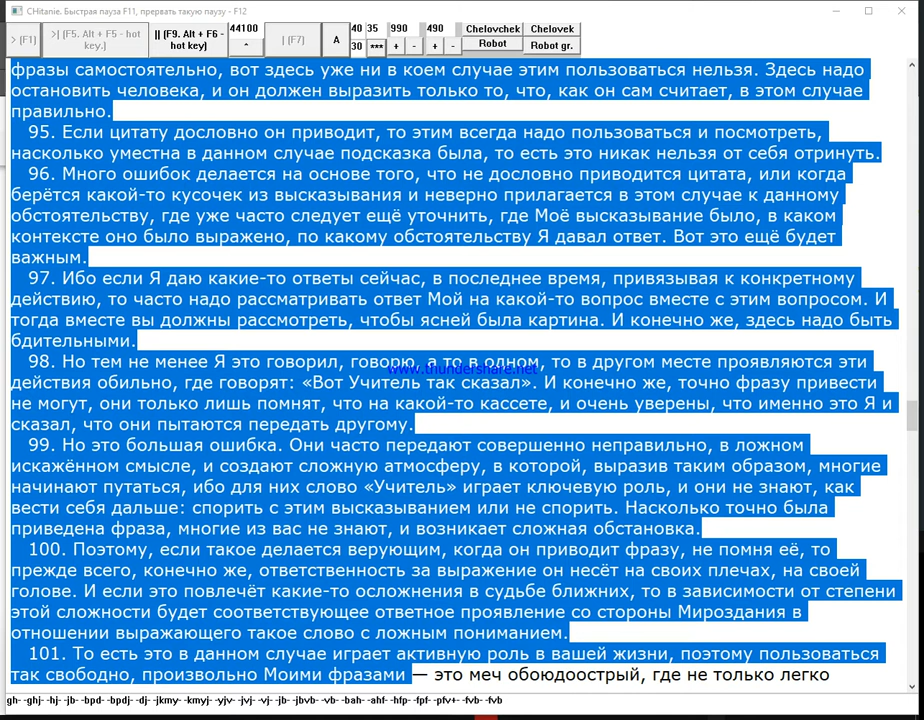 CHitanie. Быстрая пауза F11, прервать такую паузу - F12
> (F1)
>| (F5. Alt + F5 - hot key.)
|| (F9. Alt + F6 - hot key)
44100
^
| (F7)
A
40 35 990 490
30 *** + - + -
Chelovchek Chelovek
Robot Robot gr.
фразы самостоятельно, вот здесь уже ни в коем случае этим пользоваться нельзя. Здесь надо
остановить человека, и он должен выразить только то, что, как он сам считает, в этом случае
правильно.
95. Если цитату дословно он приводит, то этим всегда надо пользоваться и посмотреть,
насколько уместна в данном случае подсказка была, то есть это никак нельзя от себя отринуть.
96. Много ошибок делается на основе того, что не дословно приводится цитата, или когда
берётся какой-то кусочек из высказывания и неверно прилагается в этом случае к данному
обстоятельству, где уже часто следует ещё уточнить, где Моё высказывание было, в каком
контексте оно было выражено, по какому обстоятельству Я давал ответ. Вот это ещё будет
важным.
97. Ибо если Я даю какие-то ответы сейчас, в последнее время, привязывая к конкретному
действию, то часто надо рассматривать ответ Мой на какой-то вопрос вместе с этим вопросом. И
тогда вместе вы должны рассмотреть, чтобы ясней была картина. И конечно же, здесь надо быть
бдительными.
98. Но тем не менее Я это говорил, говорю, а то в одном, то в другом месте проявляются эти
www.thundershare.net
действия обильно, где говорят: «Вот Учитель так сказал». И конечно же, точно фразу привести
не могут, они только лишь помнят, что на какой-то кассете, и очень уверены, что именно это Я и
сказал, что они пытаются передать другому.
99. Но это большая ошибка. Они часто передают совершенно неправильно, в ложном
искажённом смысле, и создают сложную атмосферу, в которой, выразив таким образом, многие
начинают путаться, ибо для них слово «Учитель» играет ключевую роль, и они не знают, как
вести себя дальше: спорить с этим высказыванием или не спорить. Насколько точно была
приведена фраза, многие из вас не знают, и возникает сложная обстановка.
100. Поэтому, если такое делается верующим, когда он приводит фразу, не помня её, то
прежде всего, конечно же, ответственность за выражение он несёт на своих плечах, на своей
голове. И если это повлечёт какие-то осложнения в судьбе ближних, то в зависимости от степени
этой сложности будет соответствующее ответное проявление со стороны Мироздания в
отношении выражающего такое слово с ложным пониманием.
101. То есть это в данном случае играет активную роль в вашей жизни, поэтому пользоваться
так свободно, произвольно Моими фразами — это меч обоюдоострый, где не только легко
gh- -ghj- -hj- -jb- -bpd- -bpdj- -dj- -jkmy- -kmyj- -yjv- -jvj- -vj- -jb- -jbvb- -vb- -bah- -ahf- -hfp- -fpf- -pfv+- -fvb- -fvb